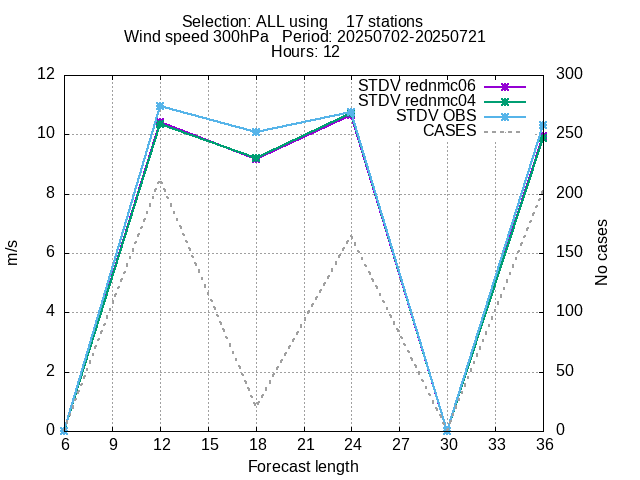 Selection: ALL using    17 stations
Wind speed 300hPa   Period: 20250702-20250721
Hours: 12
STDV rednmc06
STDV rednmc04
STDV OBS
CASES
12
10
8
6
4
2
0
300
250
200
150
100
50
0
m/s
No cases
6 9 12 15 18 21 24 27 30 33 36
Forecast length